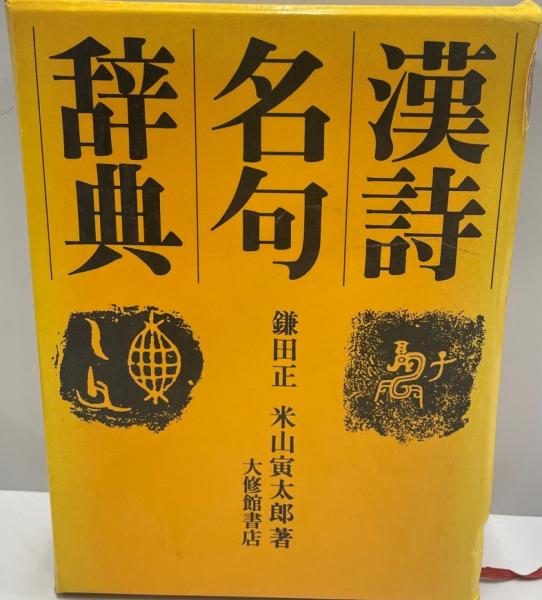 漢詩
名句
辞典
鎌田正 米山寅太郎著
大修館書店